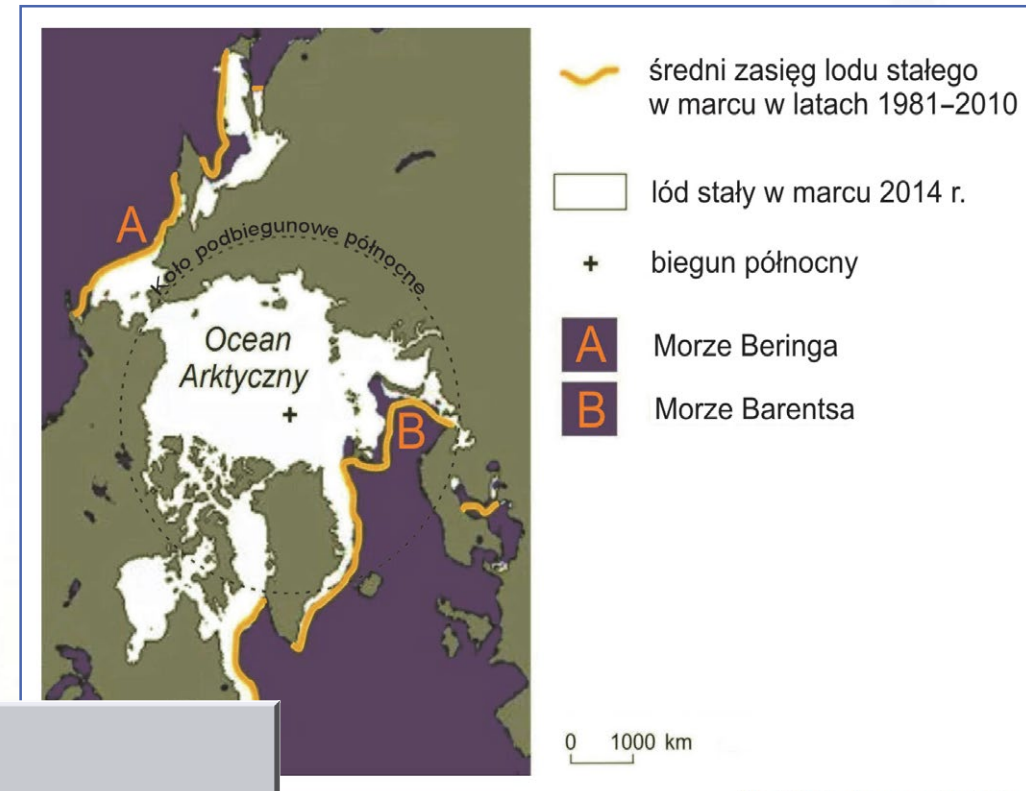 średni zasięg lodu stałego
w marcu w latach 1981–2010
lód stały w marcu 2014 r.
+ biegun północny
A Morze Beringa
B Morze Barentsa
A
Koło podbiegunowe północne
Ocean
Arktyczny
+
B
0 1000 km